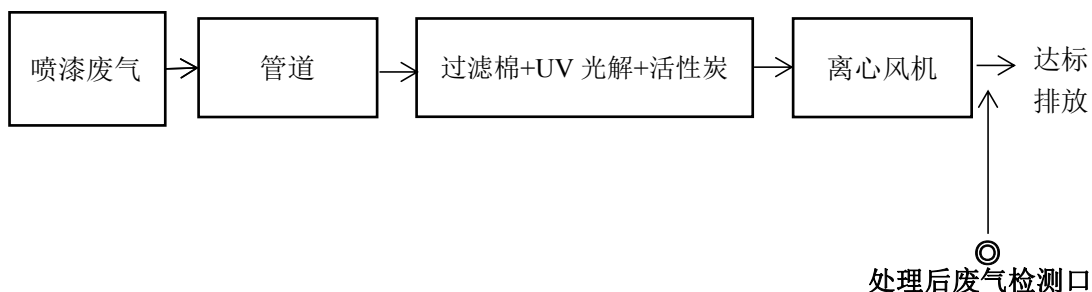 喷漆废气
管道
过滤棉+UV 光解+活性炭
离心风机
达标
排放
处理后废气检测口